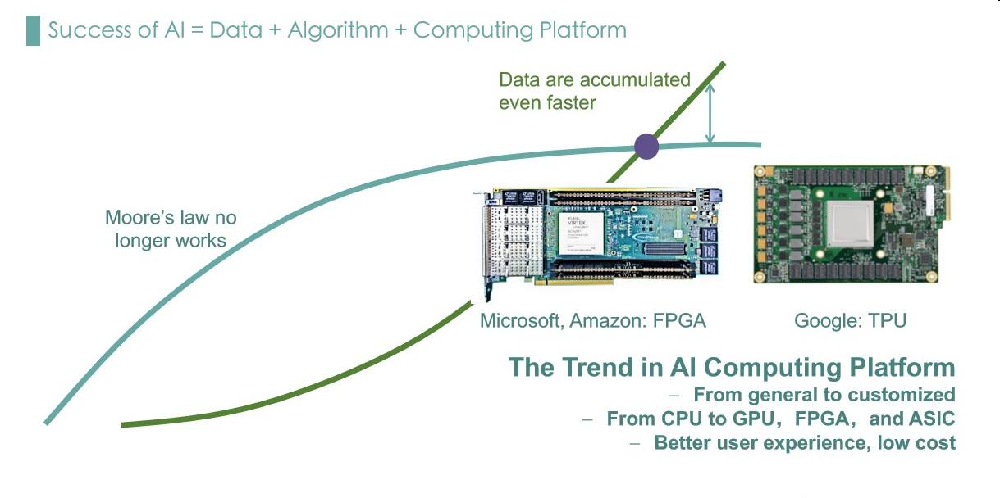 Success of AI = Data + Algorithm + Computing Platform
Data are accumulated
even faster
Moore's law no
longer works
XILINX
VIRTEX
Microsoft, Amazon: FPGA
Google: TPU
The Trend in AI Computing Platform
– From general to customized
– From CPU to GPU，FPGA，and ASIC
– Better user experience, low cost